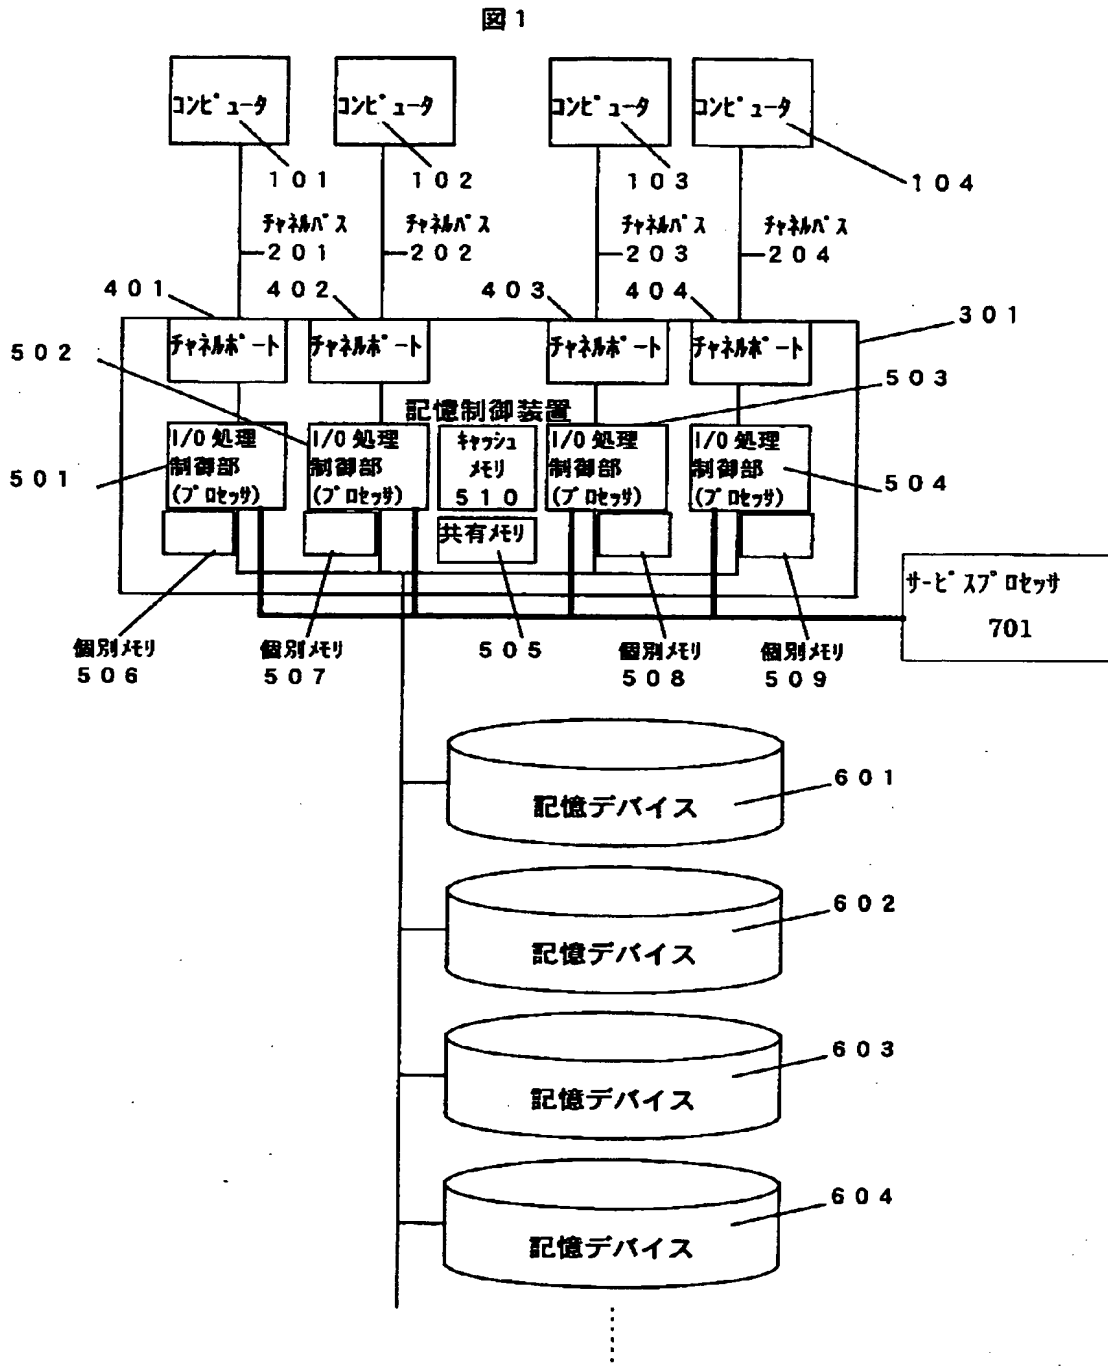 図1
コンピュータ コンピュータ コンピュータ コンピュータ
101 102 103 104
チャネルパス チャネルパス チャネルパス チャネルパス
201 202 203 204
401 402 403 404 301
チャネルポート チャネルポート チャネルポート チャネルポート
502 503
記憶制御装置
I/O 処理 I/O 処理 キャッシュ I/O 処理 I/O 処理
制御部 制御部 メモリ 制御部 制御部
(プロセッサ) (プロセッサ) 510 (プロセッサ) (プロセッサ)
501 504
共有メモリ
サービスプロセッサ
701
個別メモリ 個別メモリ 505 個別メモリ 個別メモリ
506 507 508 509
601
記憶デバイス
602
記憶デバイス
603
記憶デバイス
604
記憶デバイス